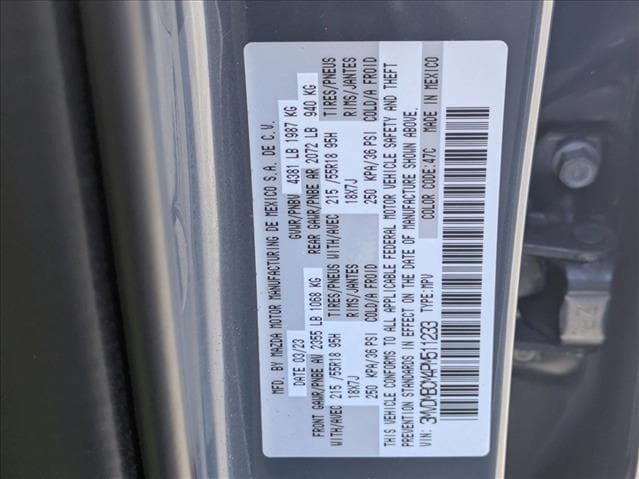 MAZDA MOTOR MANUFACTURING DE MEXICO S.A. DE C.V.
DATE 03/23 GVWR/PNBV 4381 LB 1987 KG
FRONT GAWR/PNBE AV 2355 LB 1068 KG REAR GAWR/PNBE AR 2072 LB 940 KG
WITH/AVEC 215/55R18 95H TIRES/PNEUS WITH/AVEC 215/55R18 95H TIRES/PNEUS
18X7J RIMS/JANTES 18X7J RIMS/JANTES
250 KPA/36 PSI COLD/A FROID 250 KPA/36 PSI COLD/A FROID
THIS VEHICLE CONFORMS TO ALL APPLICABLE FEDERAL MOTOR VEHICLE SAFETY AND THEFT
PREVENTION STANDARDS IN EFFECT ON THE DATE OF MANUFACTURE SHOWN ABOVE.
VIN: TYPE:MPV COLOR CODE:47C MADE IN MEXICO